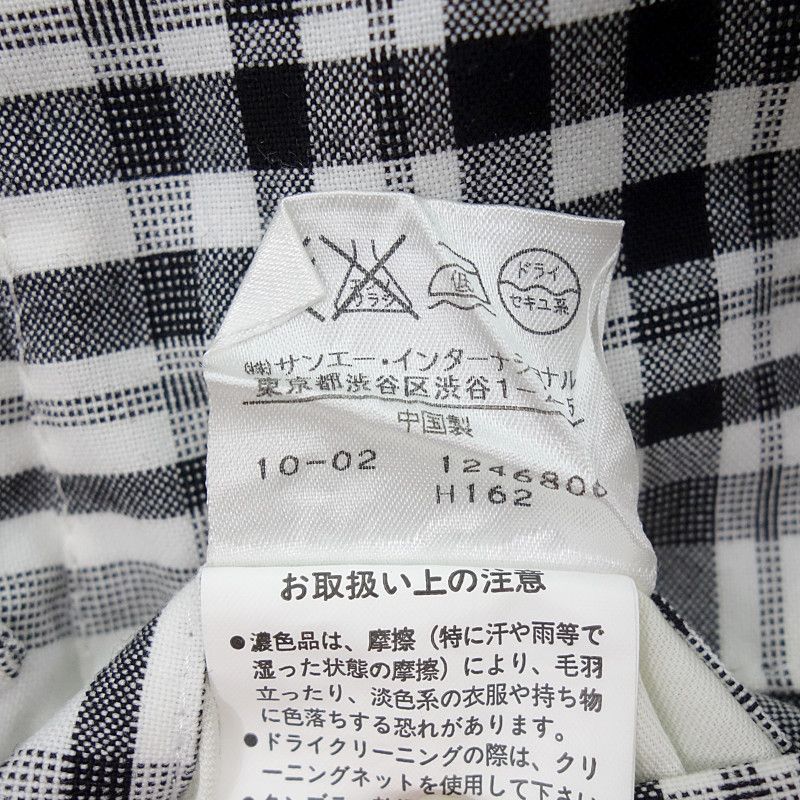 サラシ
低
ドライ
セキユ系
(株)サンエー・インターナショナル
東京都渋谷区渋谷1-
中国製
10-02 1246806
H162
お取扱い上の注意
●濃色品は、摩擦（特に汗や雨等で
湿った状態の摩擦）により、毛羽
立ったり、淡色系の衣服や持ち物
に色落ちする恐れがあります。
●ドライクリーニングの際は、クリ
ーニングネットを使用して下さい